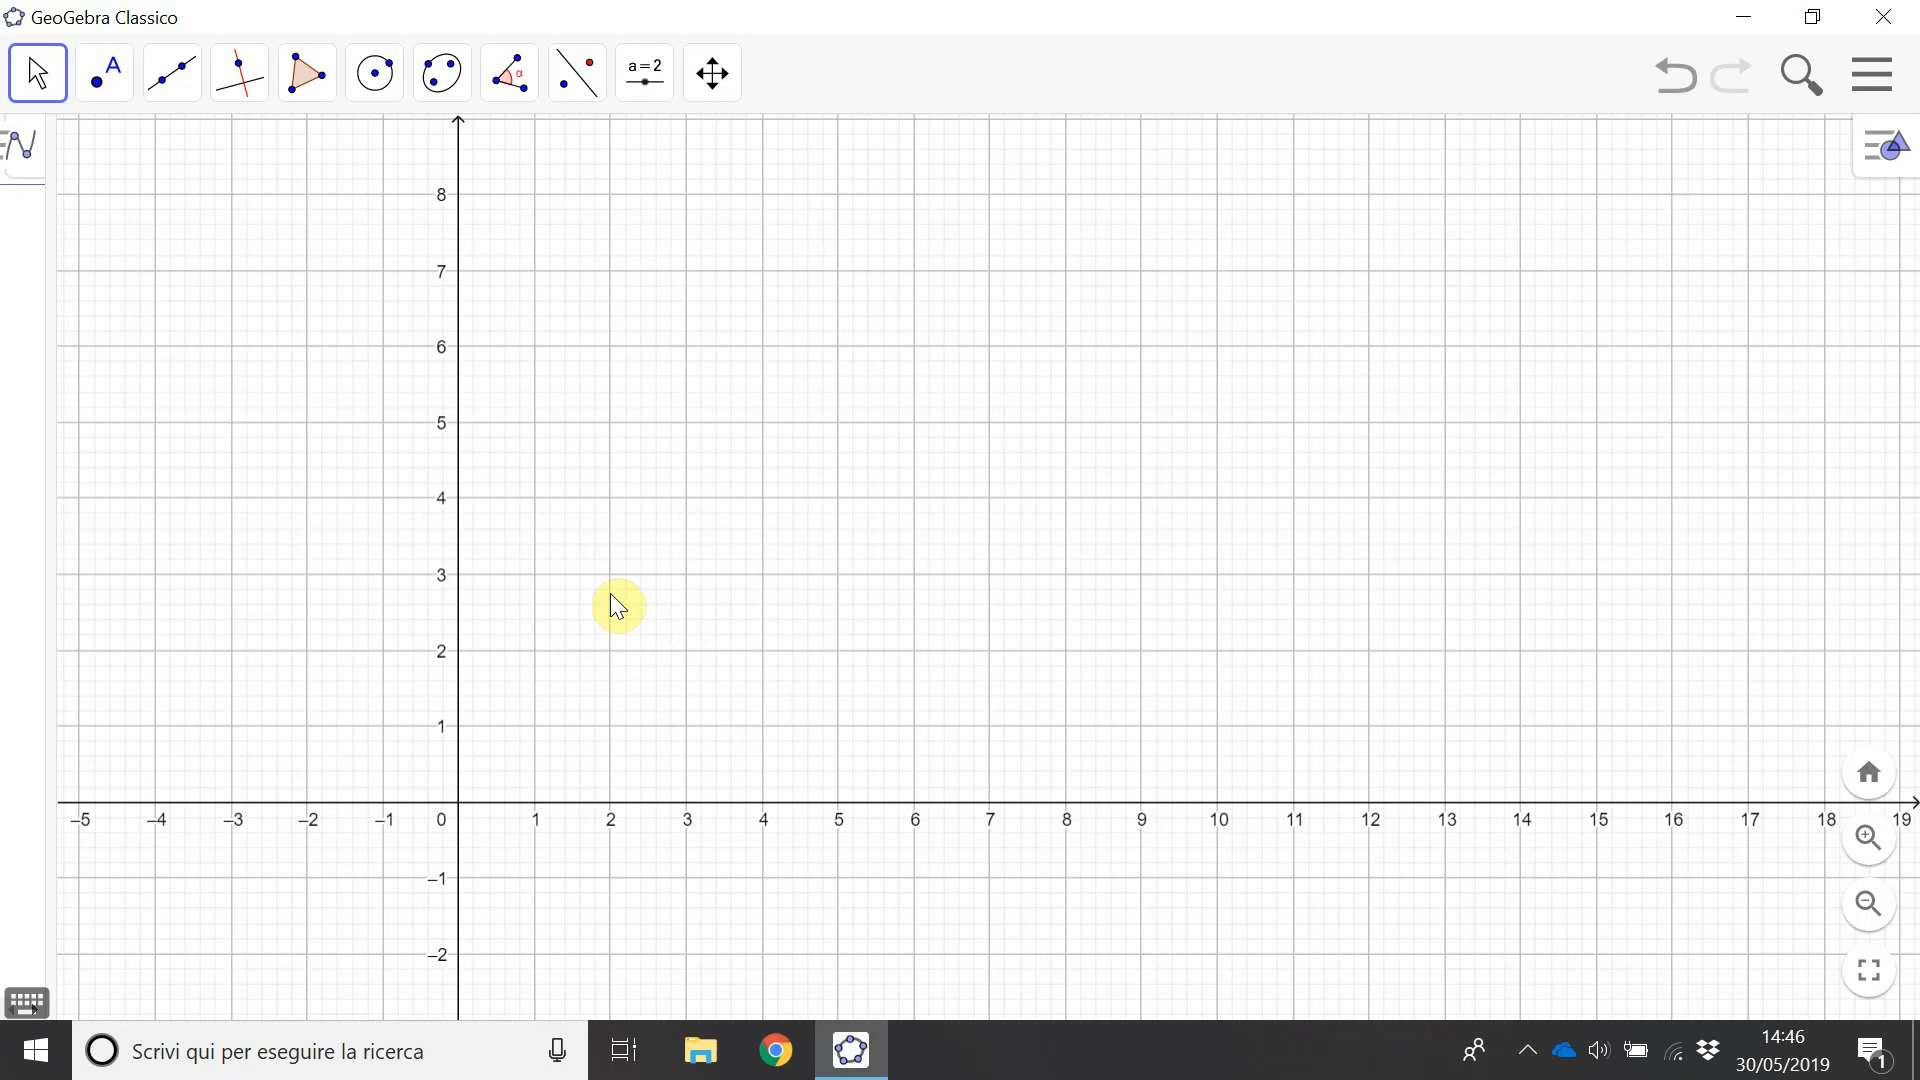 GeoGebra Classico
A
α
a = 2
8
7
6
5
4
3
2
1
–5 –4 –3 –2 –1 0 1 2 3 4 5 6 7 8 9 10 11 12 13 14 15 16 17 18 19
–1
–2
Scrivi qui per eseguire la ricerca
14:46
30/05/2019
1